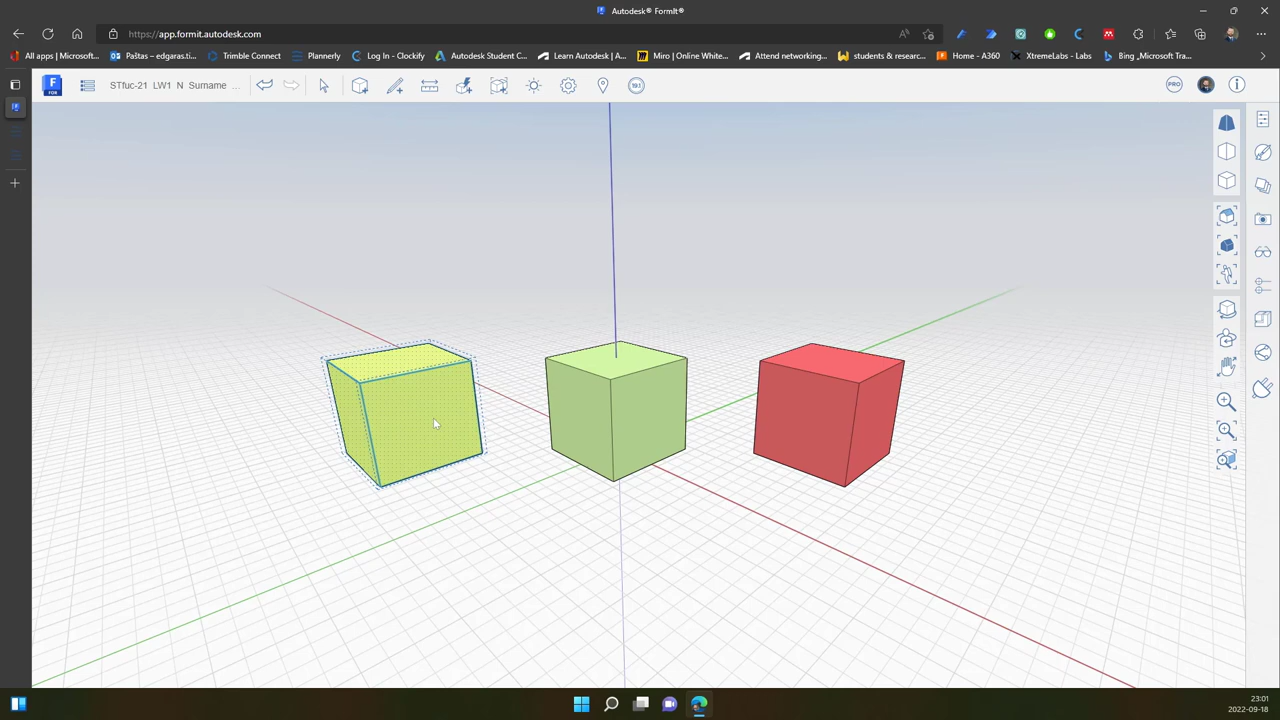 Autodesk® FormIt®
https://app.formit.autodesk.com
All apps | Microsoft...
Paštas – edgaras.ti...
Trimble Connect
Plannerly
Log In - Clockify
Autodesk Student C...
Learn Autodesk | A...
Miro | Online White...
Attend networking,...
students & researc...
Home - A360
XtremeLabs - Labs
Bing „Microsoft Tra...
STfuc-21 LW1 N Surname ...
PRO
23:01
2022-09-18